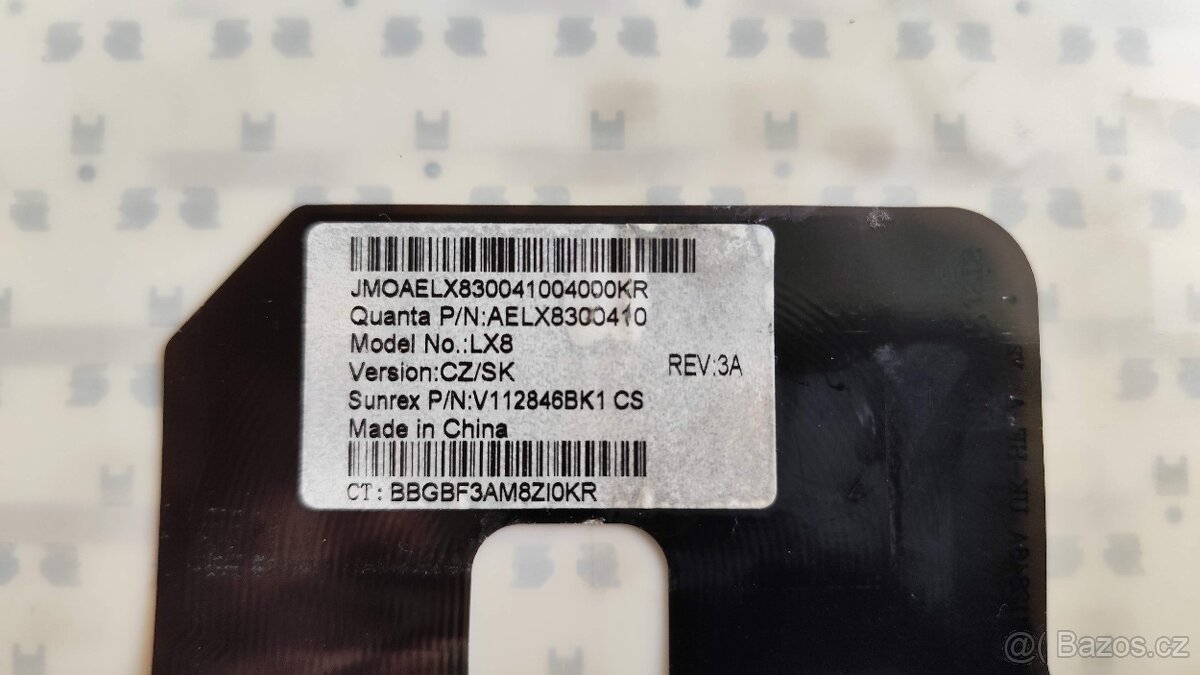 JMOAELX830041004000KR
Quanta P/N:AELX8300410
Model No.:LX8
Version:CZ/SK
REV:3A
Sunrex P/N:V112846BK1 CS
Made in China
CT: BBGBF3AM8ZI0KR
@( Bazos.cz